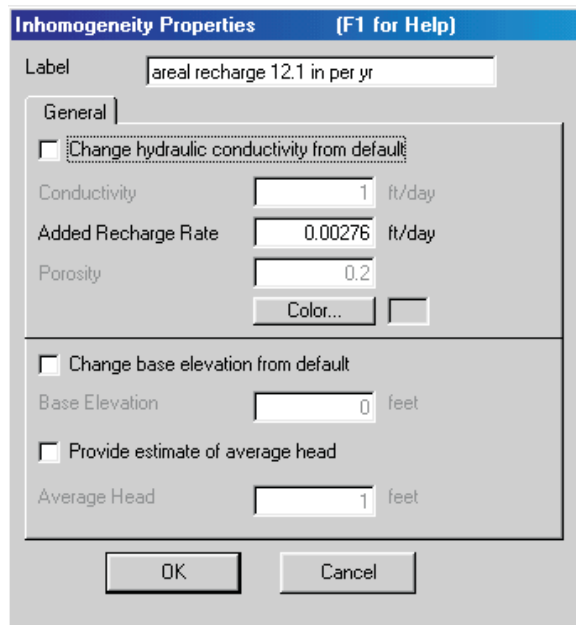 Inhomogeneity Properties (F1 for Help)
Label areal recharge 12.1 in per yr
General
Change hydraulic conductivity from default
Conductivity 1 ft/day
Added Recharge Rate 0.00276 ft/day
Porosity 0.2
Color...
Change base elevation from default
Base Elevation 0 feet
Provide estimate of average head
Average Head 1 feet
OK Cancel